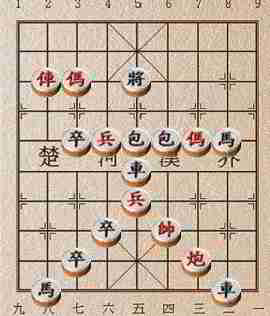 1 2 3 4 5 6 7 8 9
俥 傌 將
卒 兵 包 包 傌 馬
楚 河 漢 界
車
兵
卒 帥
卒 炮
馬 車
九 八 七 六 五 四 三 二 一